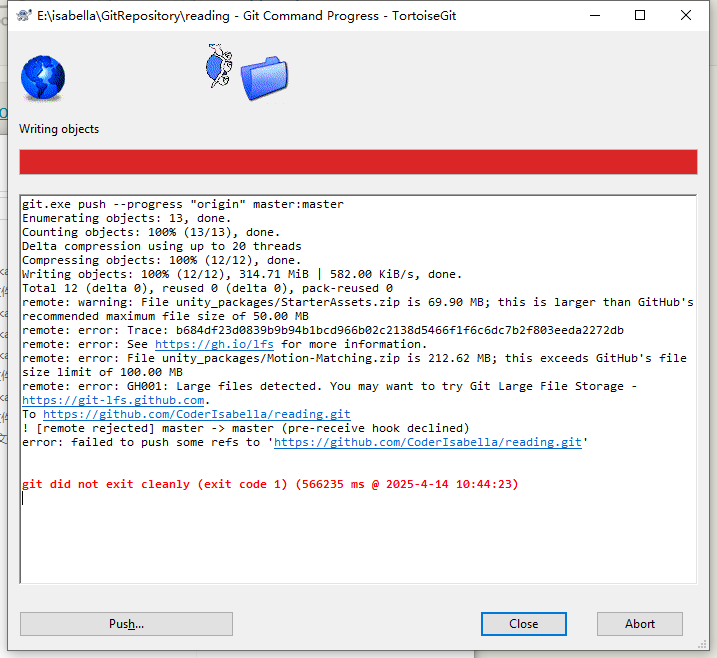 E:\isabella\GitRepository\reading - Git Command Progress - TortoiseGit
Writing objects
git.exe push --progress "origin" master:master
Enumerating objects: 13, done.
Counting objects: 100% (13/13), done.
Delta compression using up to 20 threads
Compressing objects: 100% (12/12), done.
Writing objects: 100% (12/12), 314.71 MiB | 582.00 KiB/s, done.
Total 12 (delta 0), reused 0 (delta 0), pack-reused 0
remote: warning: File unity_packages/StarterAssets.zip is 69.90 MB; this is larger than GitHub's
recommended maximum file size of 50.00 MB
remote: error: Trace: b684df23d0839b9b94b1bcd966b02c2138d5466f1f6c6dc7b2f803eeda2272db
remote: error: See https://gh.io/lfs for more information.
remote: error: File unity_packages/Motion-Matching.zip is 212.62 MB; this exceeds GitHub's file
size limit of 100.00 MB
remote: error: GH001: Large files detected. You may want to try Git Large File Storage -
https://git-lfs.github.com.
To https://github.com/CoderIsabella/reading.git
! [remote rejected] master -> master (pre-receive hook declined)
error: failed to push some refs to 'https://github.com/CoderIsabella/reading.git'
git did not exit cleanly (exit code 1) (566235 ms @ 2025-4-14 10:44:23)
Push...
Close
Abort